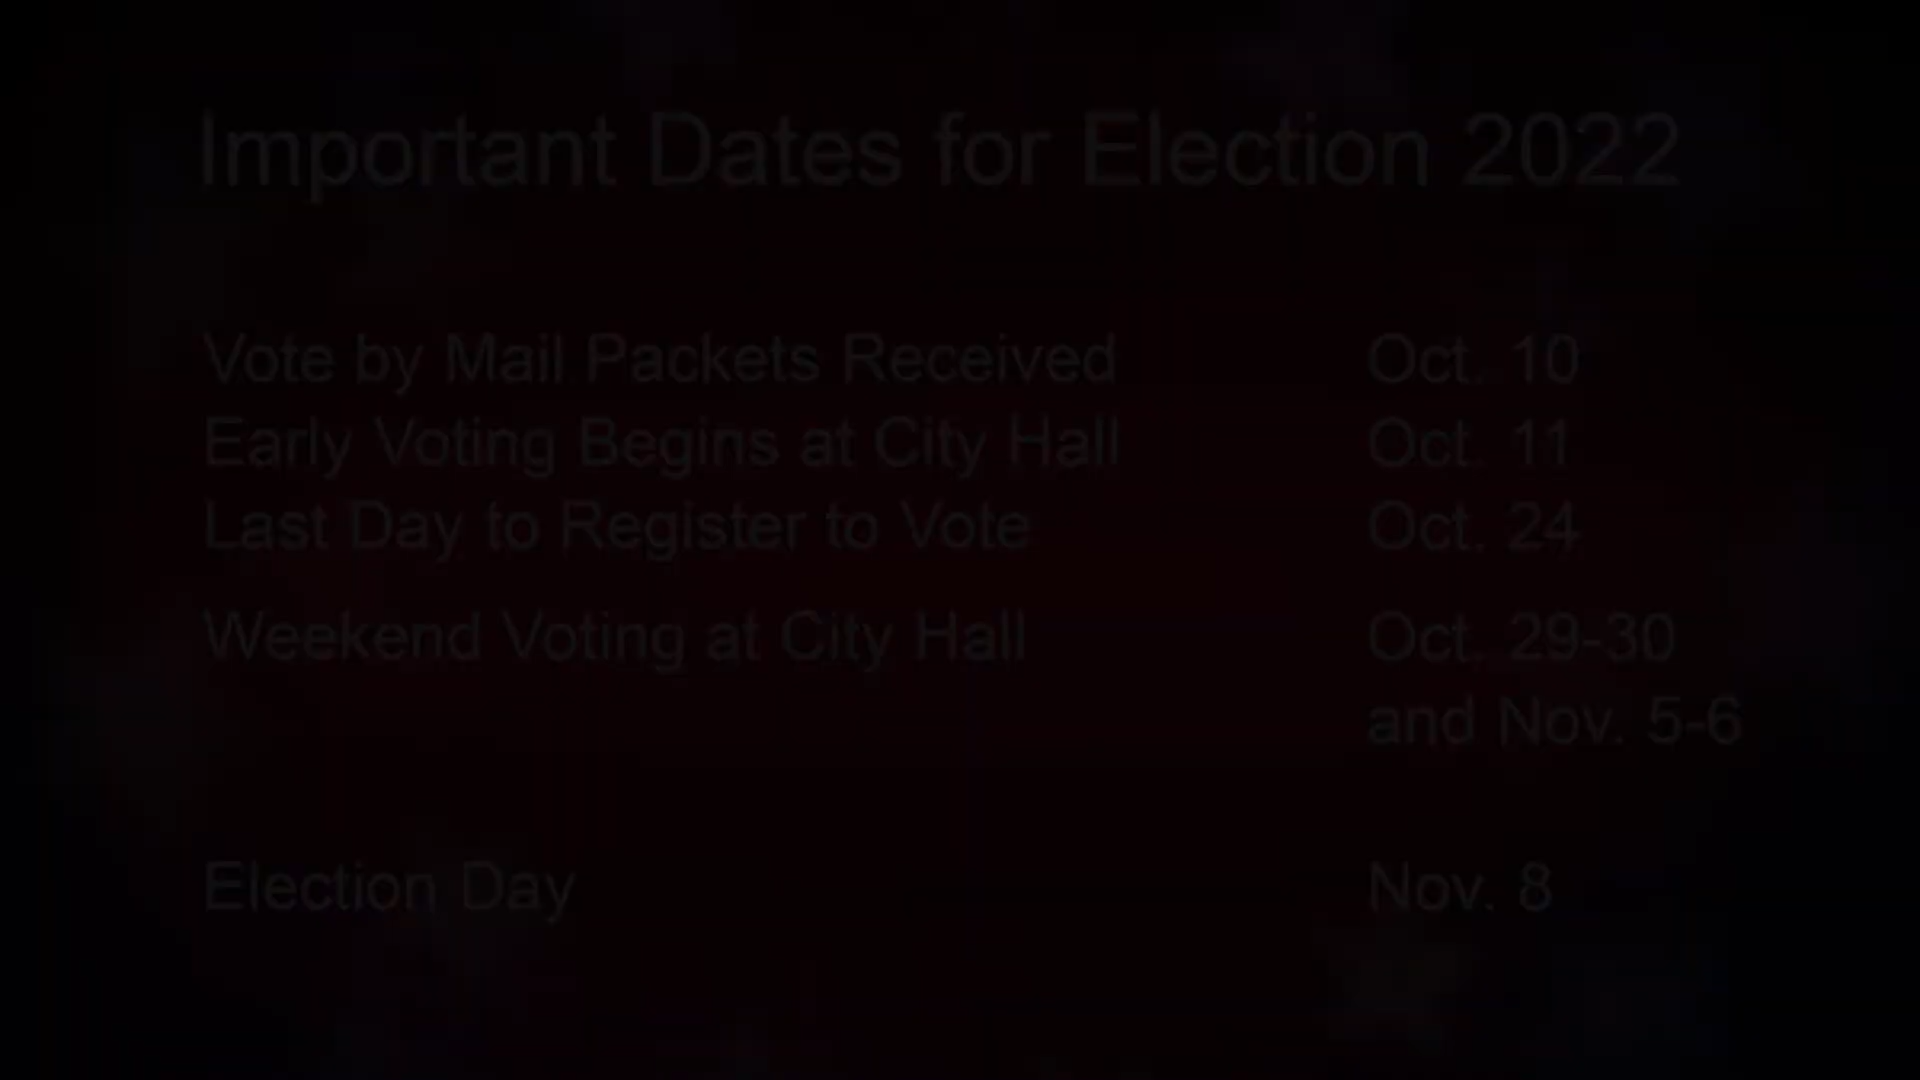 Important Dates for Election 2022
Vote by Mail Packets Received Oct. 10
Early Voting Begins at City Hall Oct. 11
Last Day to Register to Vote Oct. 24
Weekend Voting at City Hall Oct. 29-30
and Nov. 5-6
Election Day Nov. 8